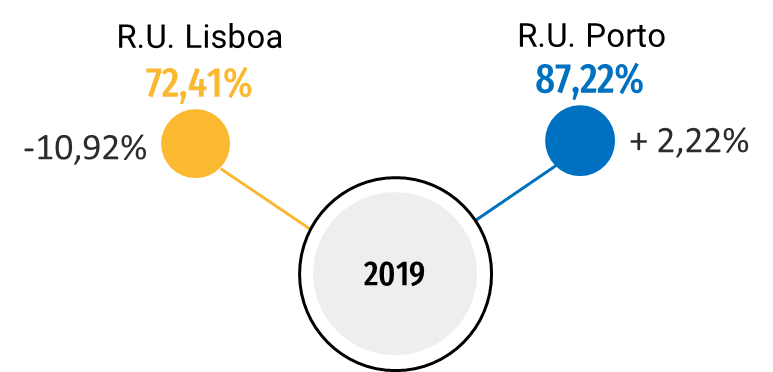 R.U. Lisboa
72,41%
-10,92%
R.U. Porto
87,22%
+ 2,22%
2019